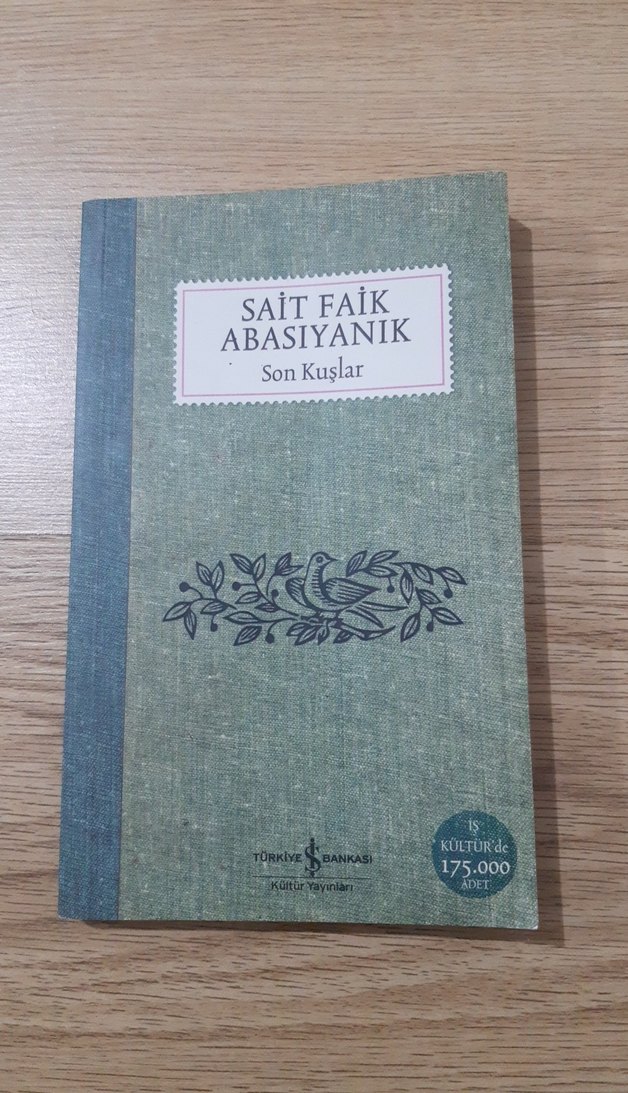 SAİT FAİK
ABASIYANIK
Son Kuşlar
TÜRKİYE İŞ BANKASI
Kültür Yayınları
İŞ
KÜLTÜR'de
175.000
ADET